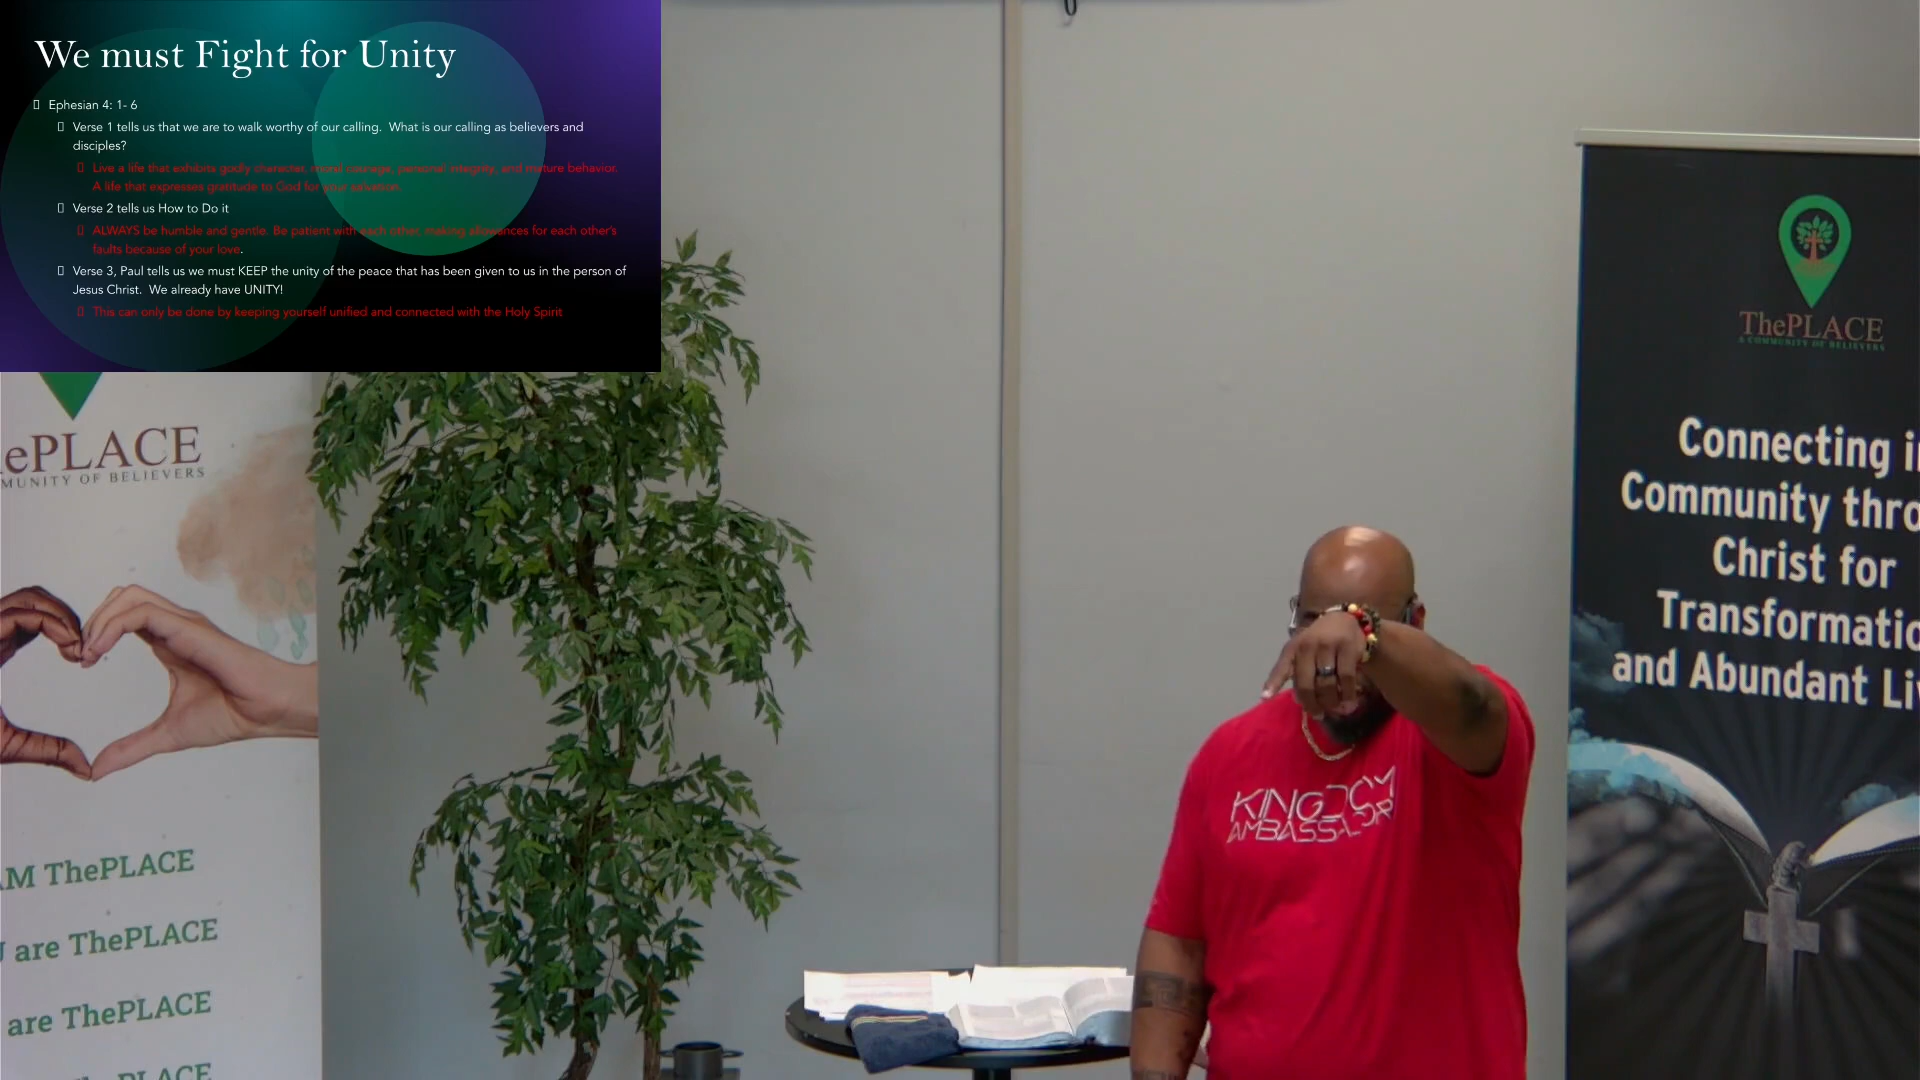 We must Fight for Unity
Ephesian 4: 1- 6
Verse 1 tells us that we are to walk worthy of our calling.  What is our calling as believers and
disciples?
Live a life that exhibits godly character, moral courage, personal integrity, and mature behavior.
A life that expresses gratitude to God for your salvation.
Verse 2 tells us How to Do it
ALWAYS be humble and gentle. Be patient with each other, making allowances for each other's
faults because of your love.
Verse 3, Paul tells us we must KEEP the unity of the peace that has been given to us in the person of
Jesus Christ.  We already have UNITY!
This can only be done by keeping yourself unified and connected with the Holy Spirit
ePLACE
MUNITY OF BELIEVERS
AM ThePLACE
are ThePLACE
are ThePLACE
PLACE
KINGDOM
AMBASSADOR
ThePLACE
A COMMUNITY OF BELIEVERS
Connecting i
Community thro
Christ for
Transformatio
and Abundant Li